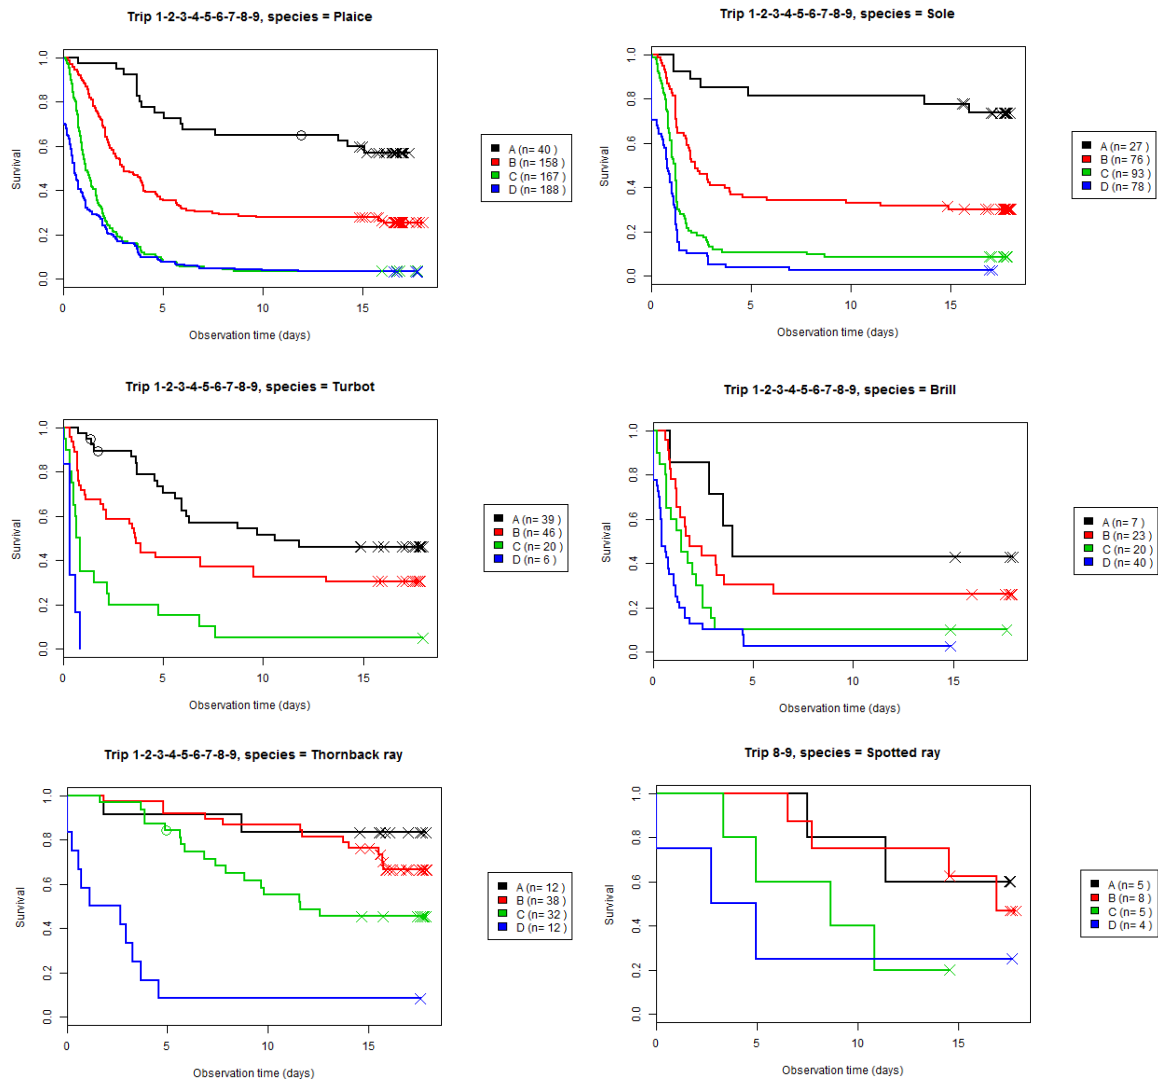 Trip 1-2-3-4-5-6-7-8-9, species = Plaice
Survival
0.0 0.2 0.4 0.6 0.8 1.0
0 5 10 15
Observation time (days)
A (n= 40 )
B (n= 158 )
C (n= 167 )
D (n= 188 )
Trip 1-2-3-4-5-6-7-8-9, species = Sole
Survival
0.0 0.2 0.4 0.6 0.8 1.0
0 5 10 15
Observation time (days)
A (n= 27 )
B (n= 76 )
C (n= 93 )
D (n= 78 )
Trip 1-2-3-4-5-6-7-8-9, species = Turbot
Survival
0.0 0.2 0.4 0.6 0.8 1.0
0 5 10 15
Observation time (days)
A (n= 39 )
B (n= 46 )
C (n= 20 )
D (n= 6 )
Trip 1-2-3-4-5-6-7-8-9, species = Brill
Survival
0.0 0.2 0.4 0.6 0.8 1.0
0 5 10 15
Observation time (days)
A (n= 7 )
B (n= 23 )
C (n= 20 )
D (n= 40 )
Trip 1-2-3-4-5-6-7-8-9, species = Thornback ray
Survival
0.0 0.2 0.4 0.6 0.8 1.0
0 5 10 15
Observation time (days)
A (n= 12 )
B (n= 38 )
C (n= 32 )
D (n= 12 )
Trip 8-9, species = Spotted ray
Survival
0.0 0.2 0.4 0.6 0.8 1.0
0 5 10 15
Observation time (days)
A (n= 5 )
B (n= 8 )
C (n= 5 )
D (n= 4 )